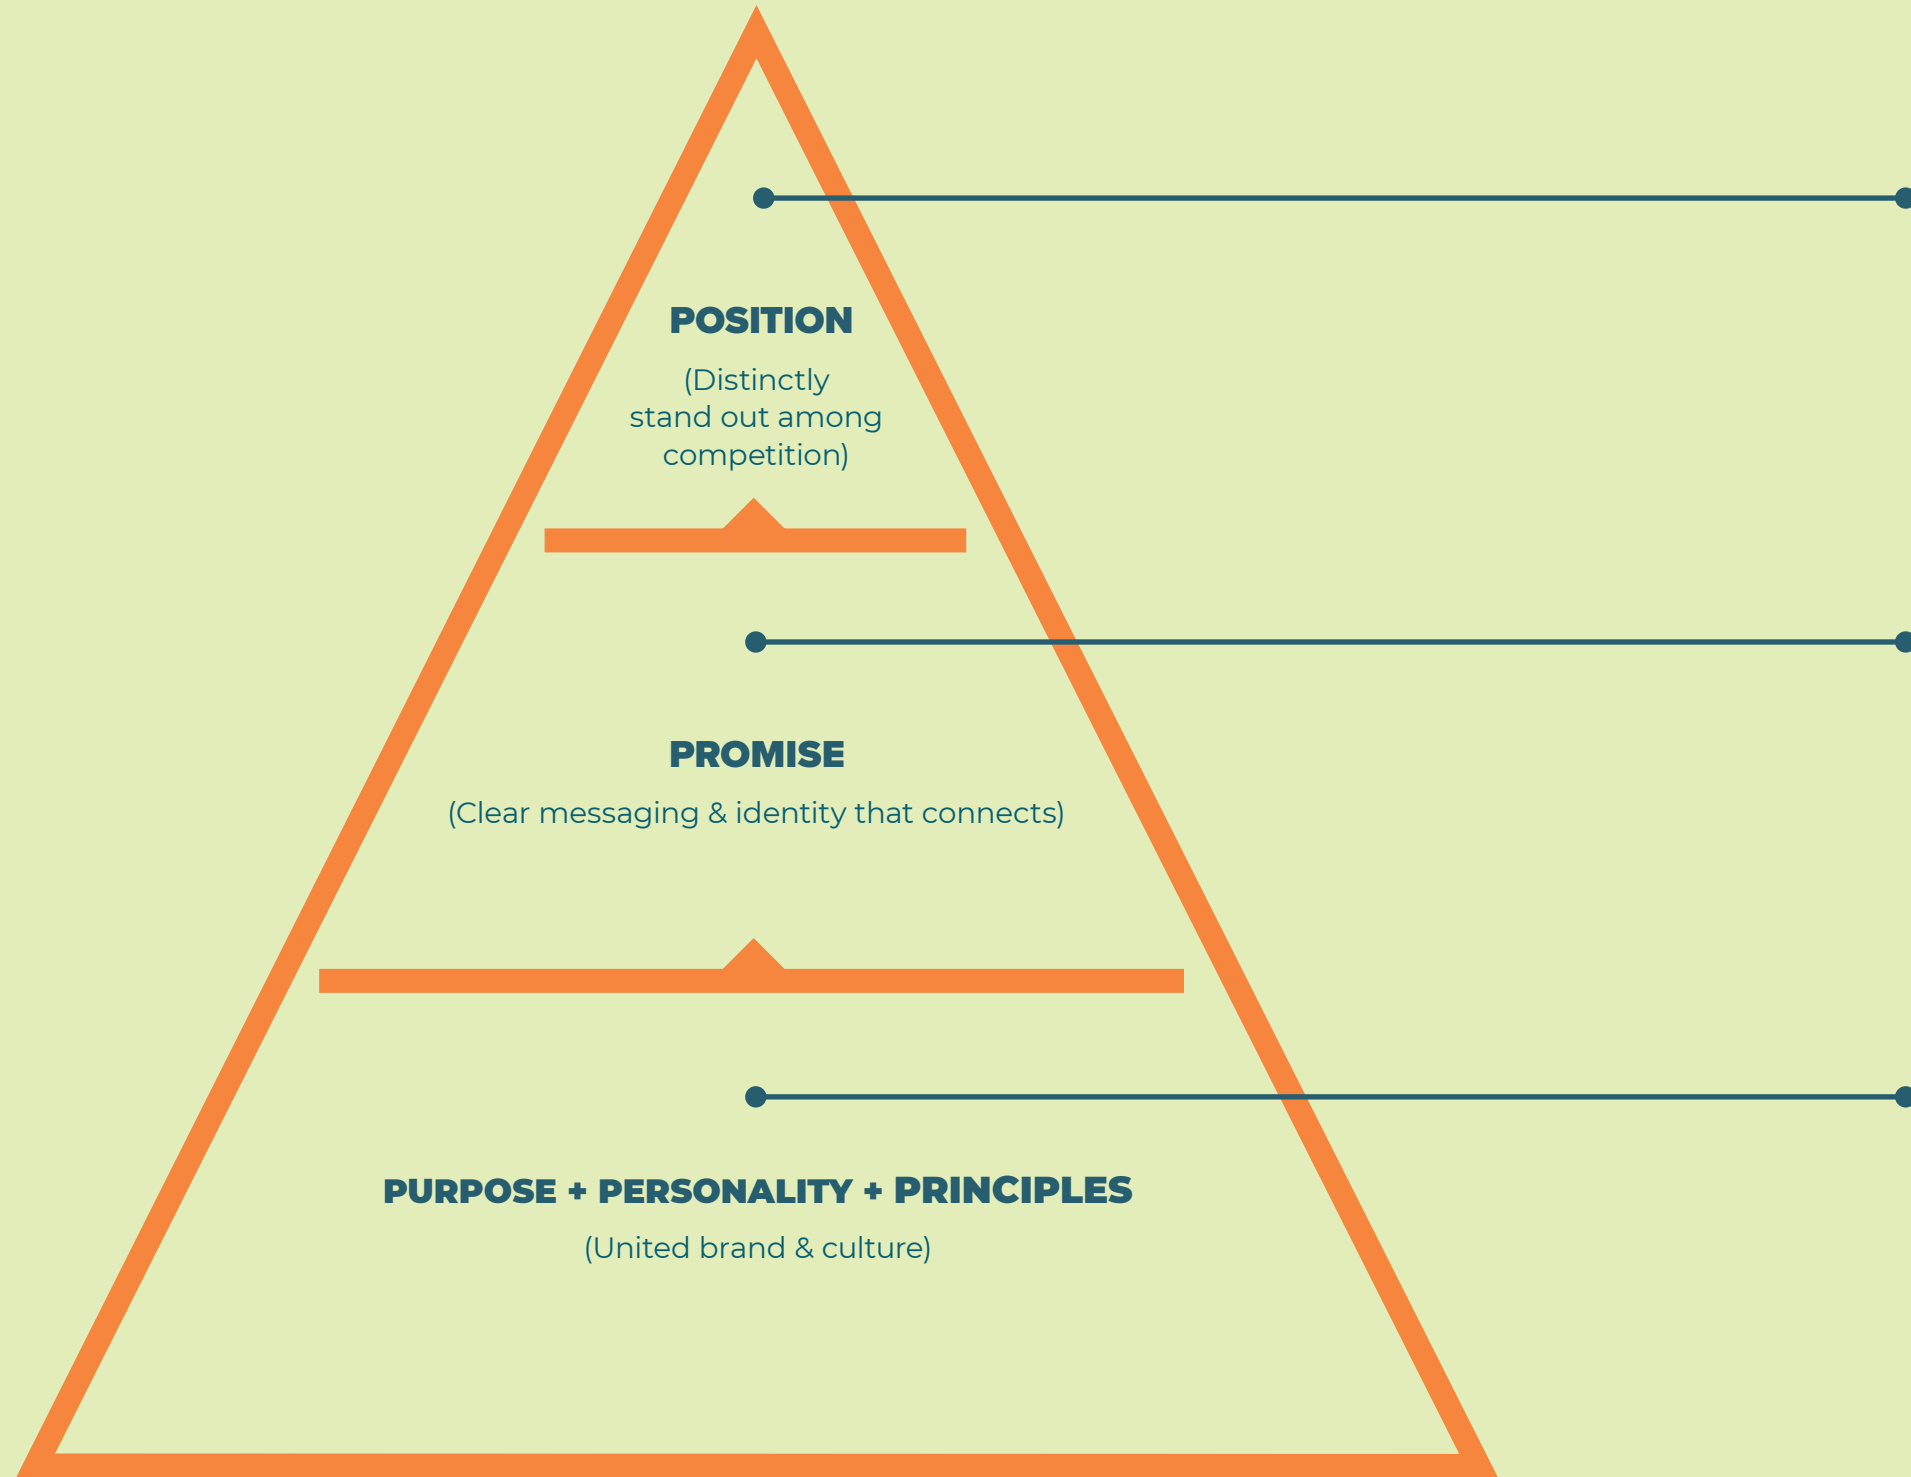 POSITION
(Distinctly
stand out among
competition)
PROMISE
(Clear messaging & identity that connects)
PURPOSE + PERSONALITY + PRINCIPLES
(United brand & culture)